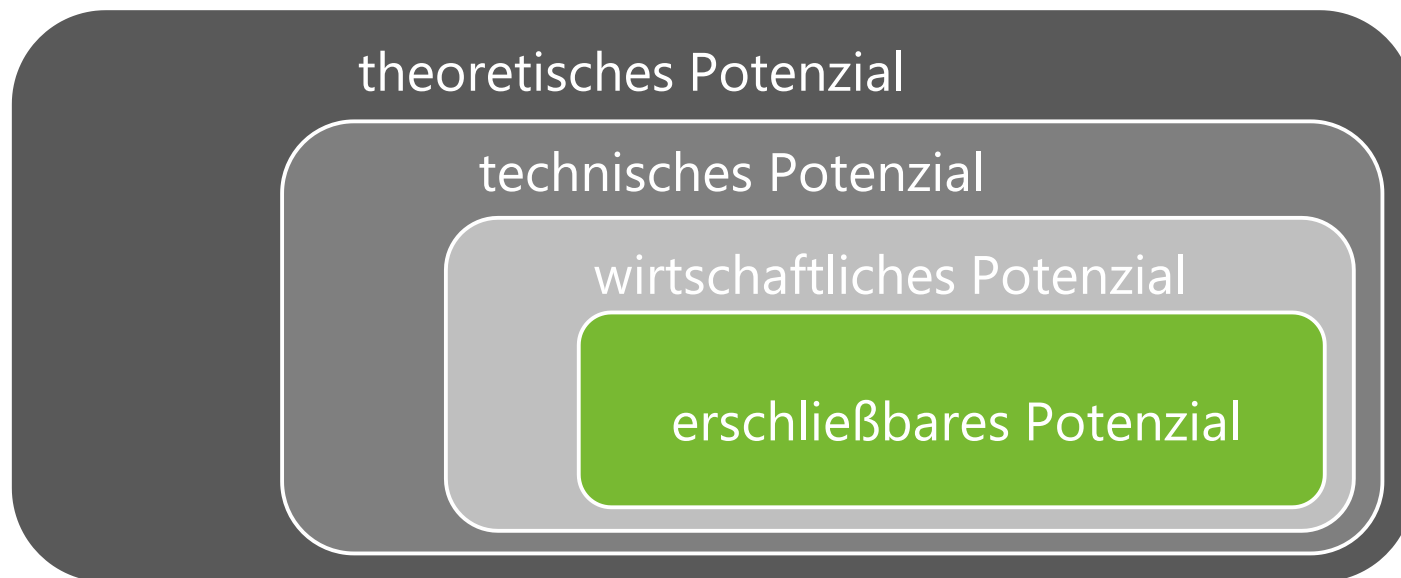 theoretisches Potenzial
technisches Potenzial
wirtschaftliches Potenzial
erschließbares Potenzial